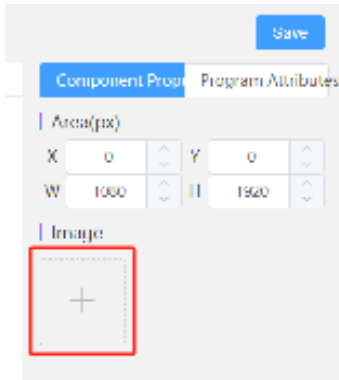 Save
Component Prop Program Attributes
Area(px)
X 0 Y 0
W 1080 H 1920
Image